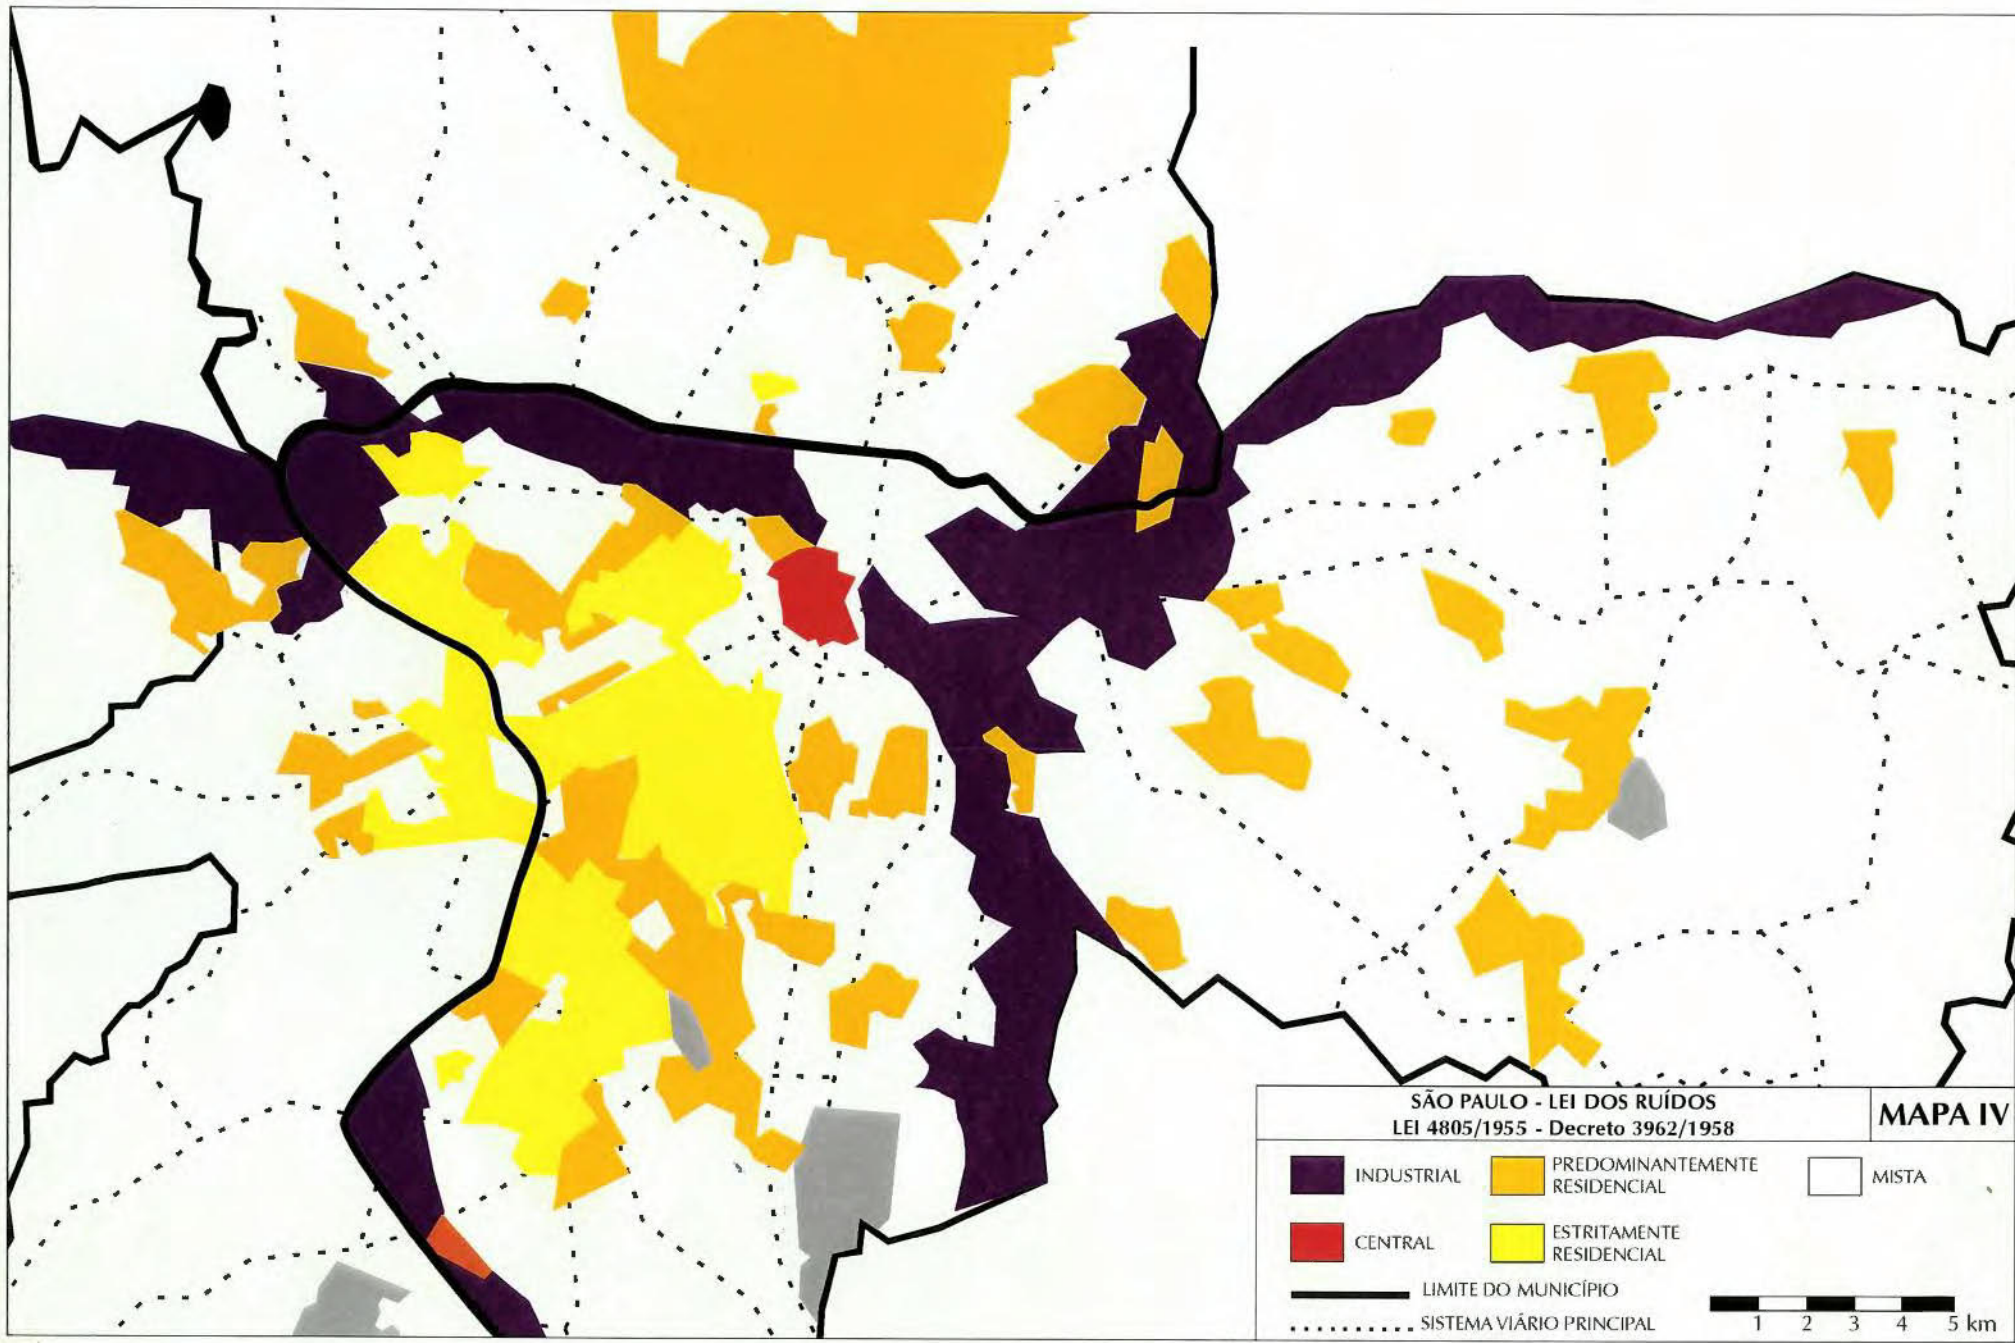 SÃO PAULO - LEI DOS RUÍDOS
LEI 4805/1955 - Decreto 3962/1958
MAPA IV
INDUSTRIAL
PREDOMINANTEMENTE
RESIDENCIAL
MISTA
CENTRAL
ESTRITAMENTE
RESIDENCIAL
LIMITE DO MUNICÍPIO
SISTEMA VIÁRIO PRINCIPAL
1 2 3 4 5 km